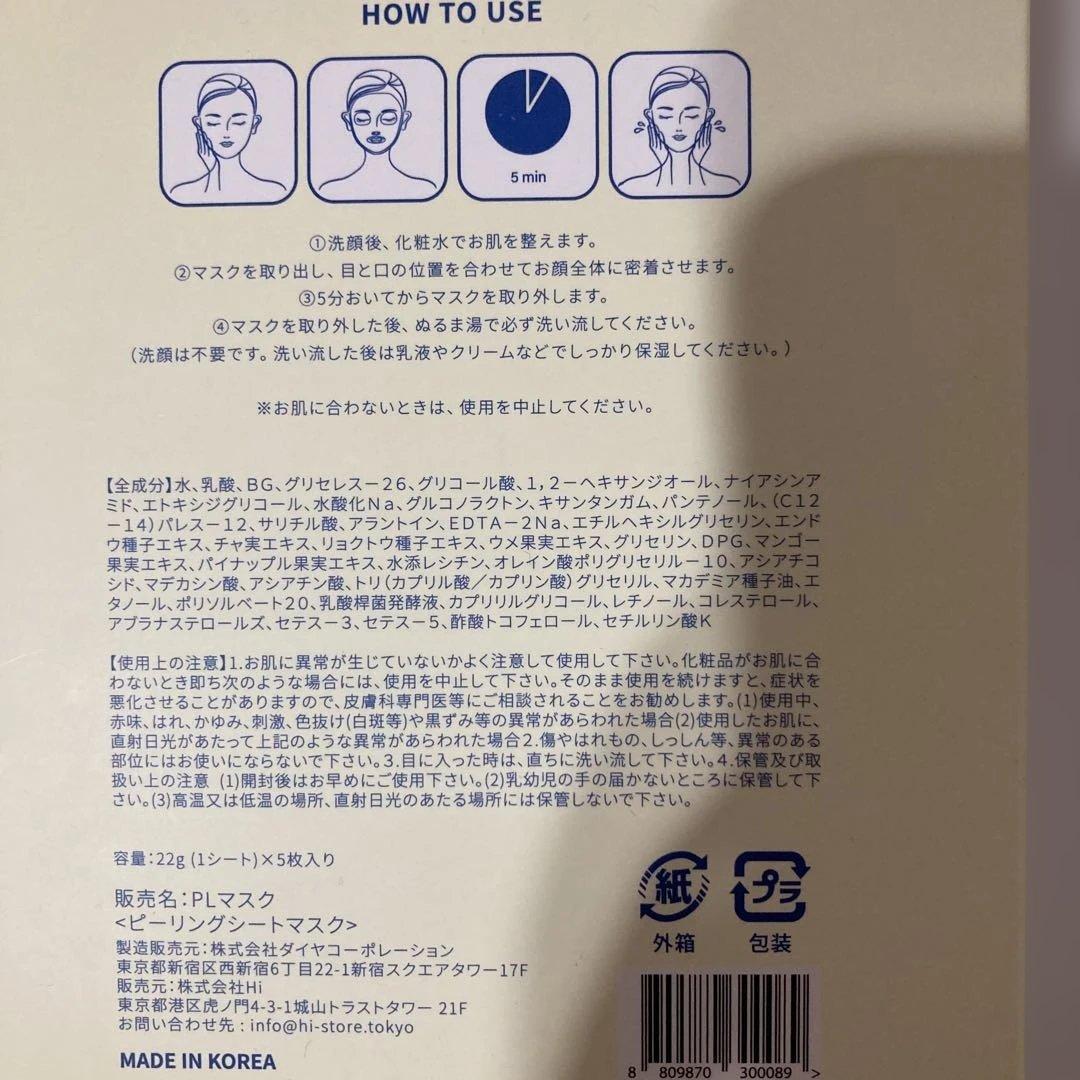 HOW TO USE
5 min
①洗顔後、化粧水でお肌を整えます。
②マスクを取り出し、目と口の位置を合わせてお顔全体に密着させます。
③5分おいてからマスクを取り外します。
④マスクを取り外した後、ぬるま湯で必ず洗い流してください。
（洗顔は不要です。洗い流した後は乳液やクリームなどでしっかり保湿してください。）
※お肌に合わないときは、使用を中止してください。
【全成分】水、乳酸、BG、グリセレス－26、グリコール酸、1，2－ヘキサンジオール、ナイアシンア
ミド、エトキシジグリコール、水酸化Na、グルコノラクトン、キサンタンガム、パンテノール、（C12
－14）パレス－12、サリチル酸、アラントイン、EDTA－2Na、エチルヘキシルグリセリン、エンド
ウ種子エキス、チャ実エキス、リョクトウ種子エキス、ウメ果実エキス、グリセリン、DPG、マンゴー
果実エキス、パイナップル果実エキス、水添レシチン、オレイン酸ポリグリセリル－10、アシアチコ
シド、マデカシン酸、アシアチン酸、トリ（カプリル酸／カプリン酸）グリセリル、マカデミア種子油、エ
タノール、ポリソルベート20、乳酸桿菌発酵液、カプリリルグリコール、レチノール、コレステロール、
アブラナステロールズ、セテス－3、セテス－5、酢酸トコフェロール、セチルリン酸K
【使用上の注意】1.お肌に異常が生じていないかよく注意して使用して下さい。化粧品がお肌に合
わないとき即ち次のような場合には、使用を中止して下さい。そのまま使用を続けますと、症状を
悪化させることがありますので、皮膚科専門医等にご相談されることをお勧めします。(1)使用中、
赤味、はれ、かゆみ、刺激、色抜け(白斑等)や黒ずみ等の異常があらわれた場合(2)使用したお肌に、
直射日光があたって上記のような異常があらわれた場合2.傷やはれもの、しっしん等、異常のある
部位にはお使いにならないで下さい。3.目に入った時は、直ちに洗い流して下さい。4.保管及び取
扱い上の注意 (1)開封後はお早めにご使用下さい。(2)乳幼児の手の届かないところに保管して下
さい。(3)高温又は低温の場所、直射日光のあたる場所には保管しないで下さい。
容量：22g (1シート)×5枚入り
販売名：PLマスク
<ピーリングシートマスク>
製造販売元：株式会社ダイヤコーポレーション
東京都新宿区西新宿6丁目22-1新宿スクエアタワー17F
販売元：株式会社Hi
東京都港区虎ノ門4-3-1城山トラストタワー 21F
お問い合わせ先：info@hi-store.tokyo
MADE IN KOREA
紙
外箱
プラ
包装
8 809870 300089 >